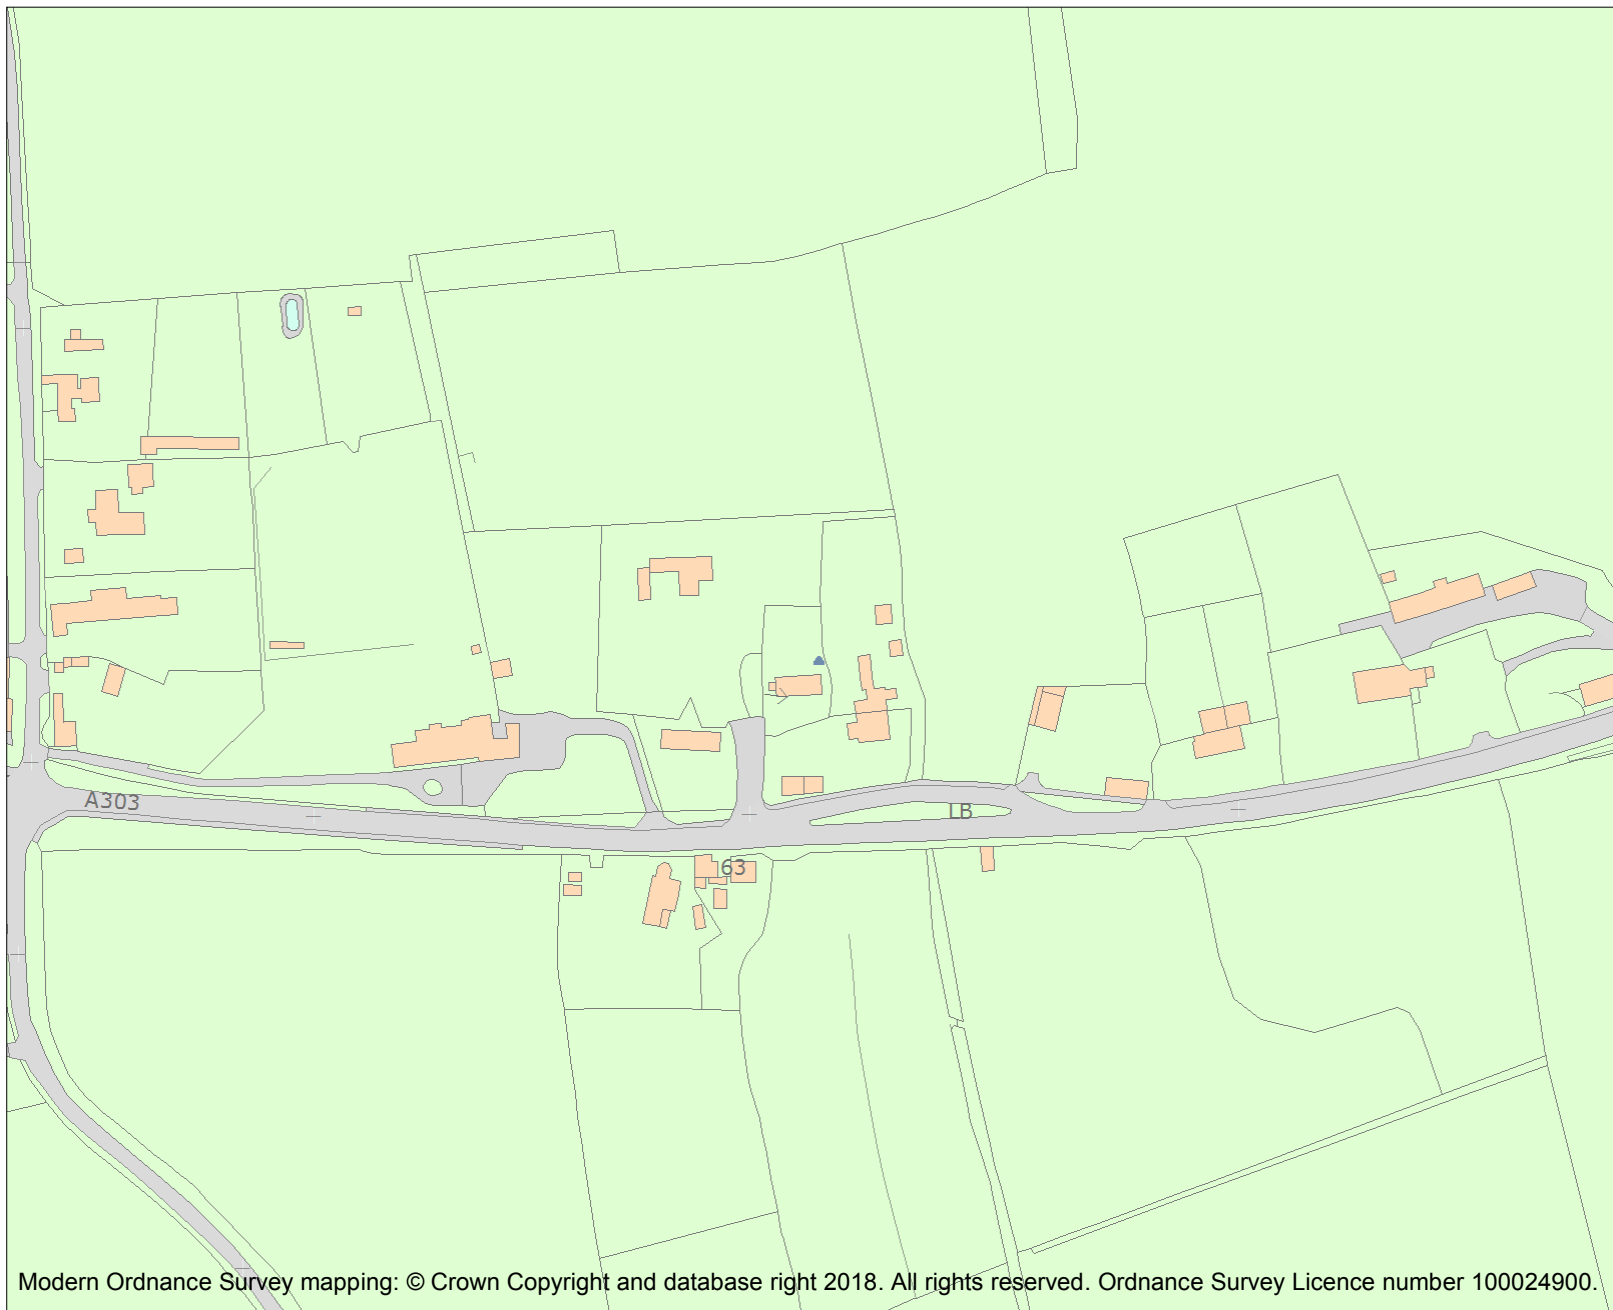 A303
LB
63
Modern Ordnance Survey mapping: © Crown Copyright and database right 2018. All rights reserved. Ordnance Survey Licence number 100024900.